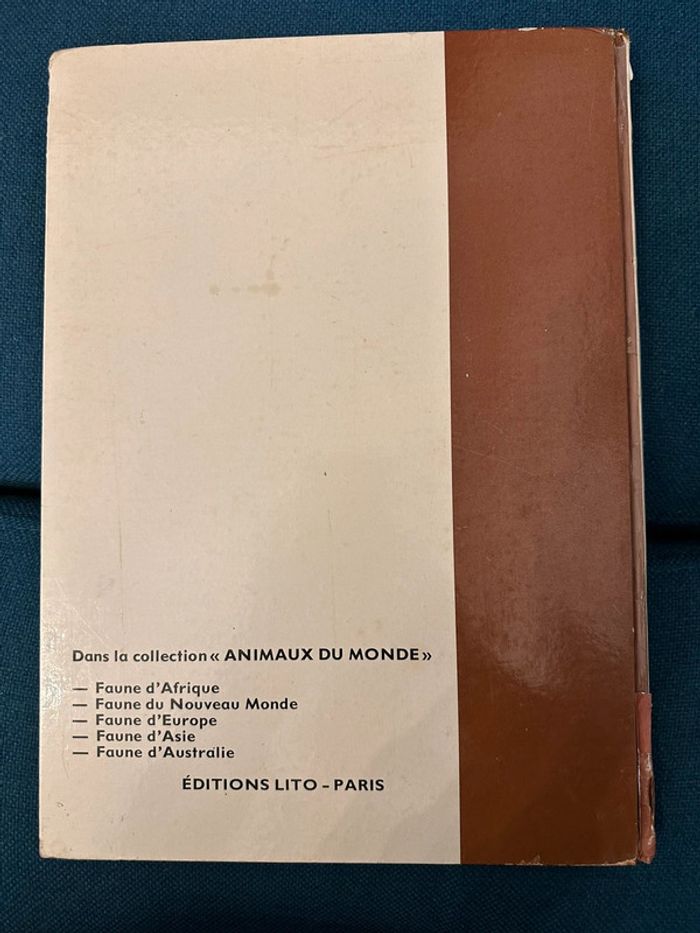 Dans la collection « ANIMAUX DU MONDE »
— Faune d'Afrique
— Faune du Nouveau Monde
— Faune d'Europe
— Faune d'Asie
— Faune d'Australie
ÉDITIONS LITO – PARIS